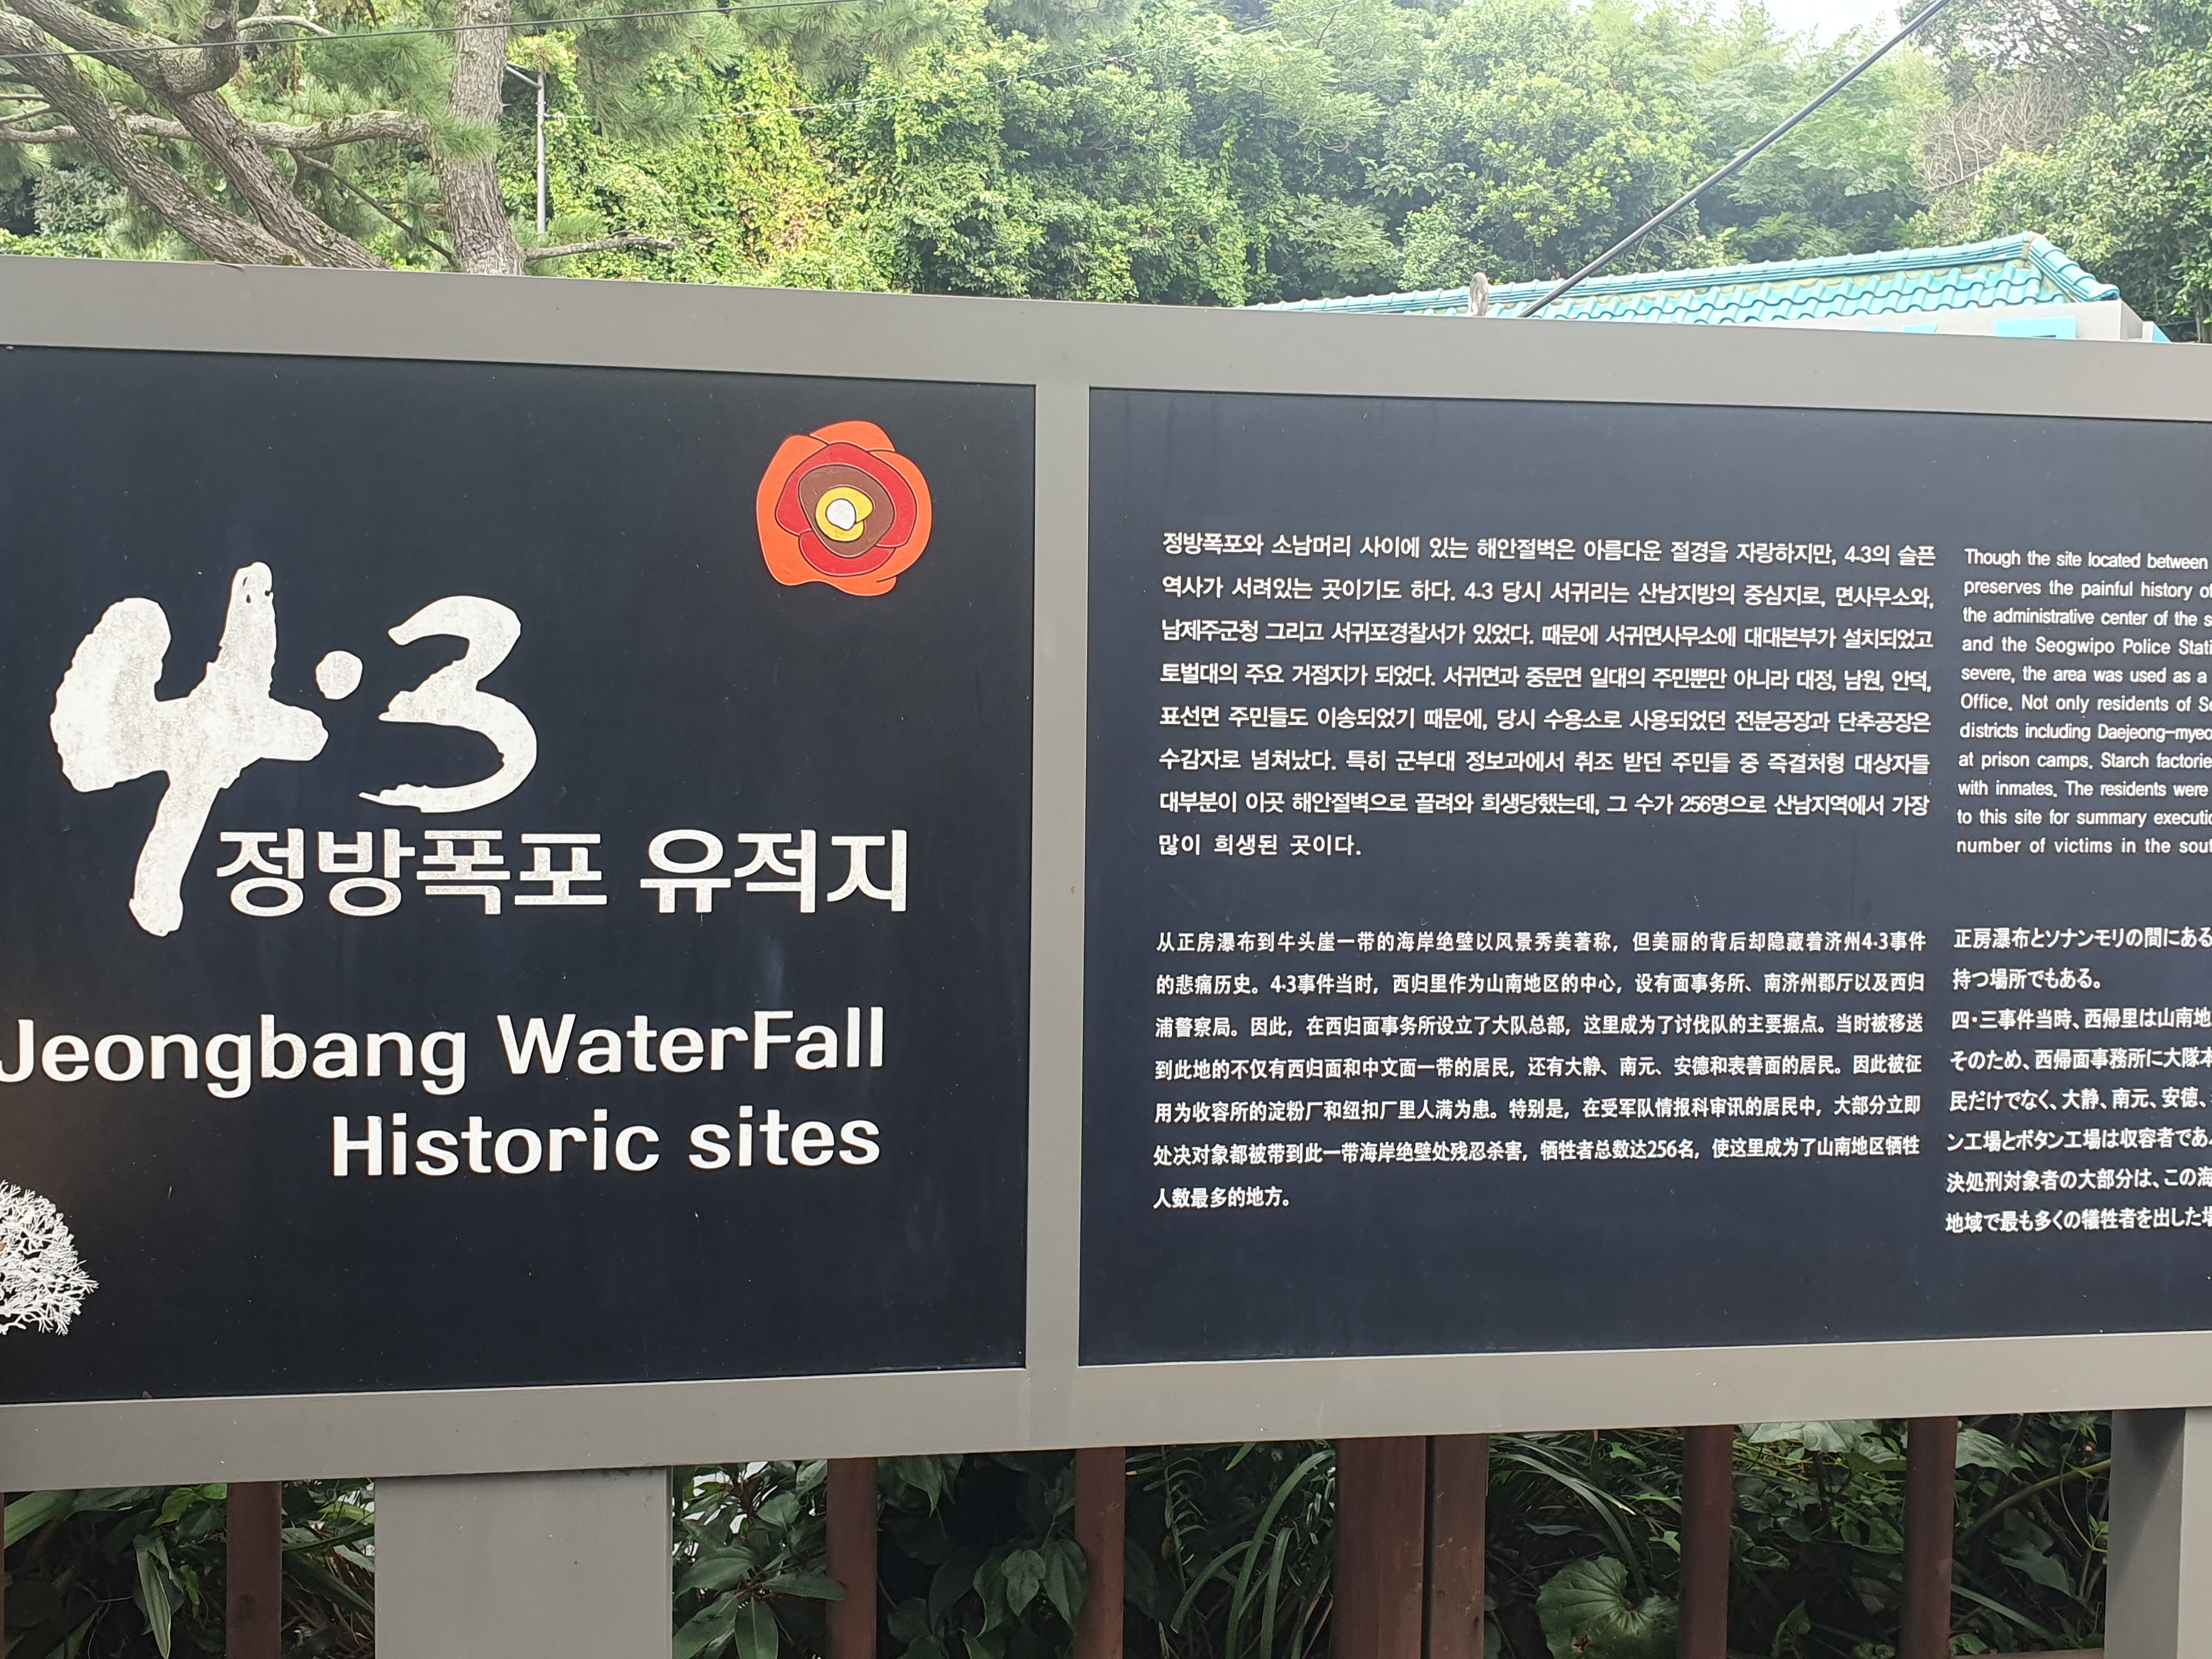 4·3
정방폭포 유적지
Jeongbang WaterFall
Historic sites
정방폭포와 소남머리 사이에 있는 해안절벽은 아름다운 절경을 자랑하지만, 4·3의 슬픈
역사가 서려있는 곳이기도 하다. 4·3 당시 서귀리는 산남지방의 중심지로, 면사무소와,
남제주군청 그리고 서귀포경찰서가 있었다. 때문에 서귀면사무소에 대대본부가 설치되었고
토벌대의 주요 거점지가 되었다. 서귀면과 중문면 일대의 주민뿐만 아니라 대정, 남원, 안덕,
표선면 주민들도 이송되었기 때문에, 당시 수용소로 사용되었던 전분공장과 단추공장은
수감자로 넘쳐났다. 특히 군부대 정보과에서 취조 받던 주민들 중 즉결처형 대상자들
대부분이 이곳 해안절벽으로 끌려와 희생당했는데, 그 수가 256명으로 산남지역에서 가장
많이 희생된 곳이다.
Though the site located between
preserves the painful history of
the administrative center of the
and the Seogwipo Police
severe, the area was used as a
Office. Not only residents of
districts including
at prison camps. Starch
with inmates. The residents were
to this site for summary
number of victims in the
从正房瀑布到牛头崖一带的海岸绝壁以风景秀美著称，但美丽的背后却隐藏着济州4·3事件
的悲痛历史。4·3事件当时，西归里作为山南地区的中心，设有面事务所、南济州郡厅以及西归
浦警察局。因此，在西归面事务所设立了大队总部，这里成为了讨伐队的主要据点。当时被移送
到此地的不仅有西归面和中文面一带的居民，还有大静、南元、安德和表善面的居民。因此被征
用为收容所的淀粉厂和纽扣厂里人满为患。特别是，在受军队情报科审讯的居民中，大部分立即
处决对象都被带到此一带海岸绝壁处残忍杀害，牺牲者总数达256名，使这里成为了山南地区牺牲
人数最多的地方。
正房瀑布とソナンモリの間にある
持つ場所でもある。
四·三事件当時、西帰里は山南地
そのため、西帰面事務所に大隊本
民だけでなく、大静、南元、安徳、
ン工場とボタン工場は収容者であ
決処刑対象者の大部分は、この海
地域で最も多くの犠牲者を出した場